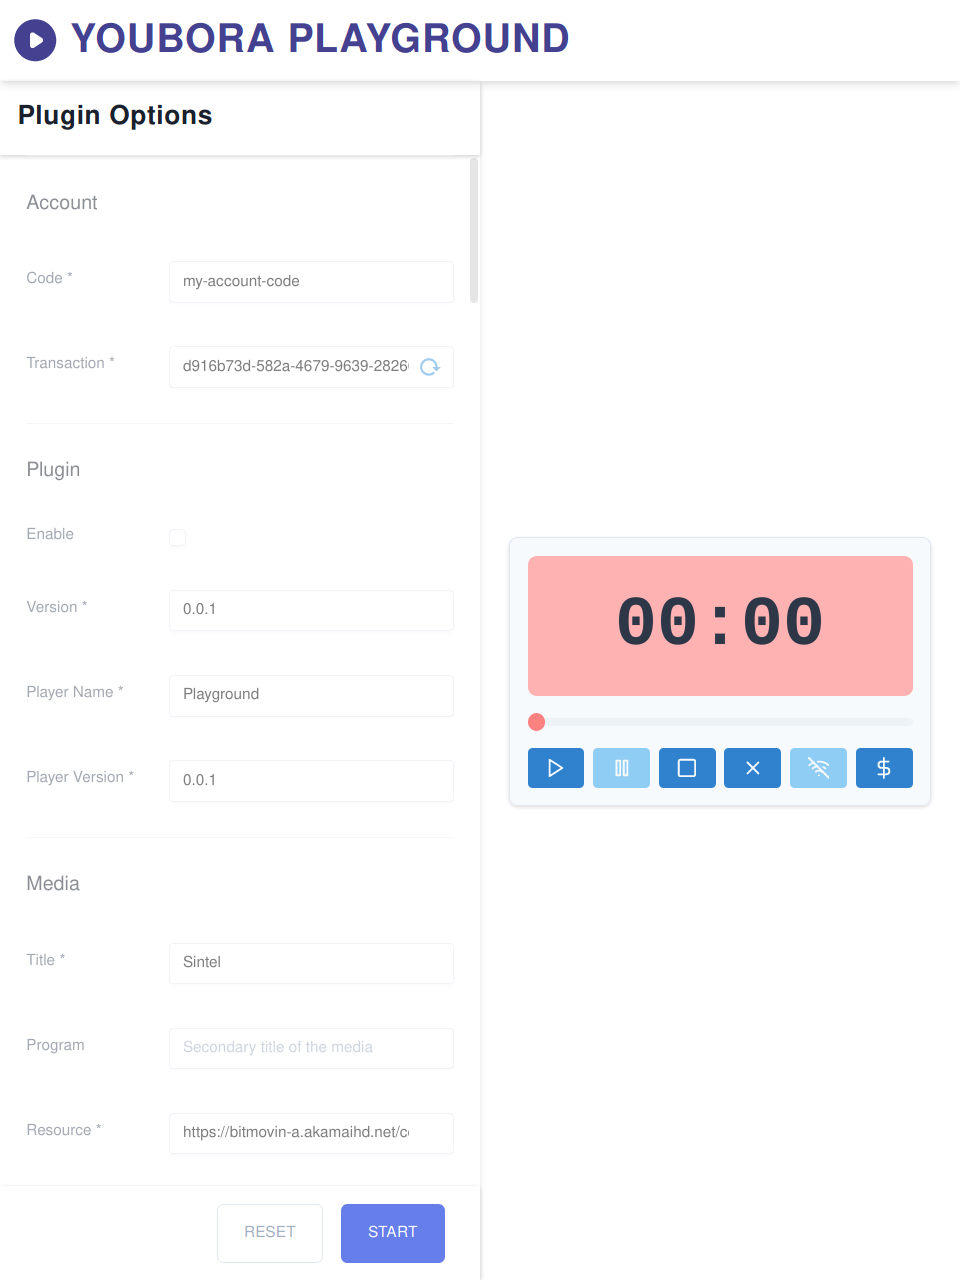 YOUBORA PLAYGROUND
Plugin Options
Account
Code *
my-account-code
Transaction *
d916b73d-582a-4679-9639-2826
Plugin
Enable
Version *
0.0.1
Player Name *
Playground
Player Version *
0.0.1
Media
Title *
Sintel
Program
Secondary title of the media
Resource *
https://bitmovin-a.akamaihd.net/c
RESET
START
00:00